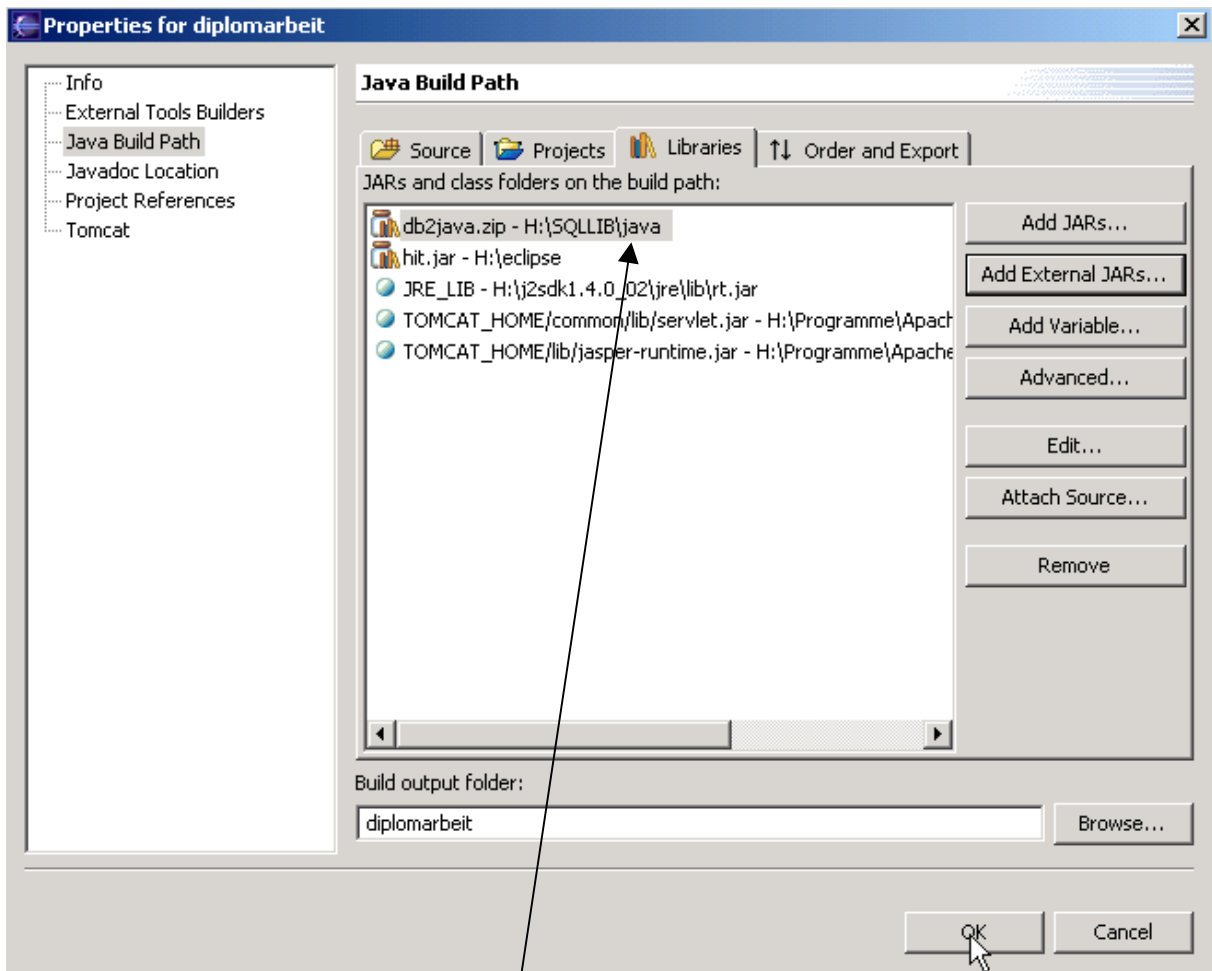 Properties for diplomarbeit
Info
External Tools Builders
Java Build Path
Javadoc Location
Project References
Tomcat
Java Build Path
Source
Projects
Libraries
Order and Export
JARs and class folders on the build path:
db2java.zip - H:\SQLLIB\java
hit.jar - H:\eclipse
JRE_LIB - H:\j2sdk1.4.0_02\jre\lib\rt.jar
TOMCAT_HOME/common/lib/servlet.jar - H:\Programme\Apach
TOMCAT_HOME/lib/jasper-runtime.jar - H:\Programme\Apache
Add JARs...
Add External JARs...
Add Variable...
Advanced...
Edit...
Attach Source...
Remove
Build output folder:
diplomarbeit
Browse...
OK
Cancel